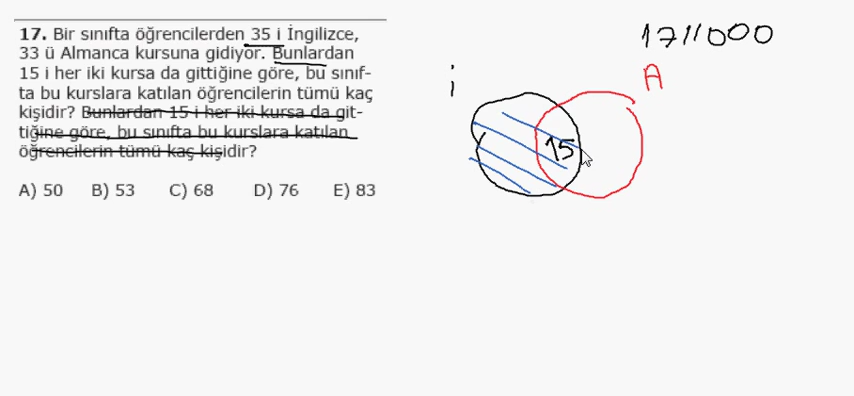 17. Bir sınıfta öğrencilerden 35 i İngilizce,
33 ü Almanca kursuna gidiyor. Bunlardan
15 i her iki kursa da gittiğine göre, bu sınıf-
ta bu kurslara katılan öğrencilerin tümü kaç
kişidir? Bunlardan 15 i her iki kursa da git-
tiğine göre, bu sınıfta bu kurslara katılan
öğrencilerin tümü kaç kişidir?
A) 50 B) 53 C) 68 D) 76 E) 83
1711000
i A
15